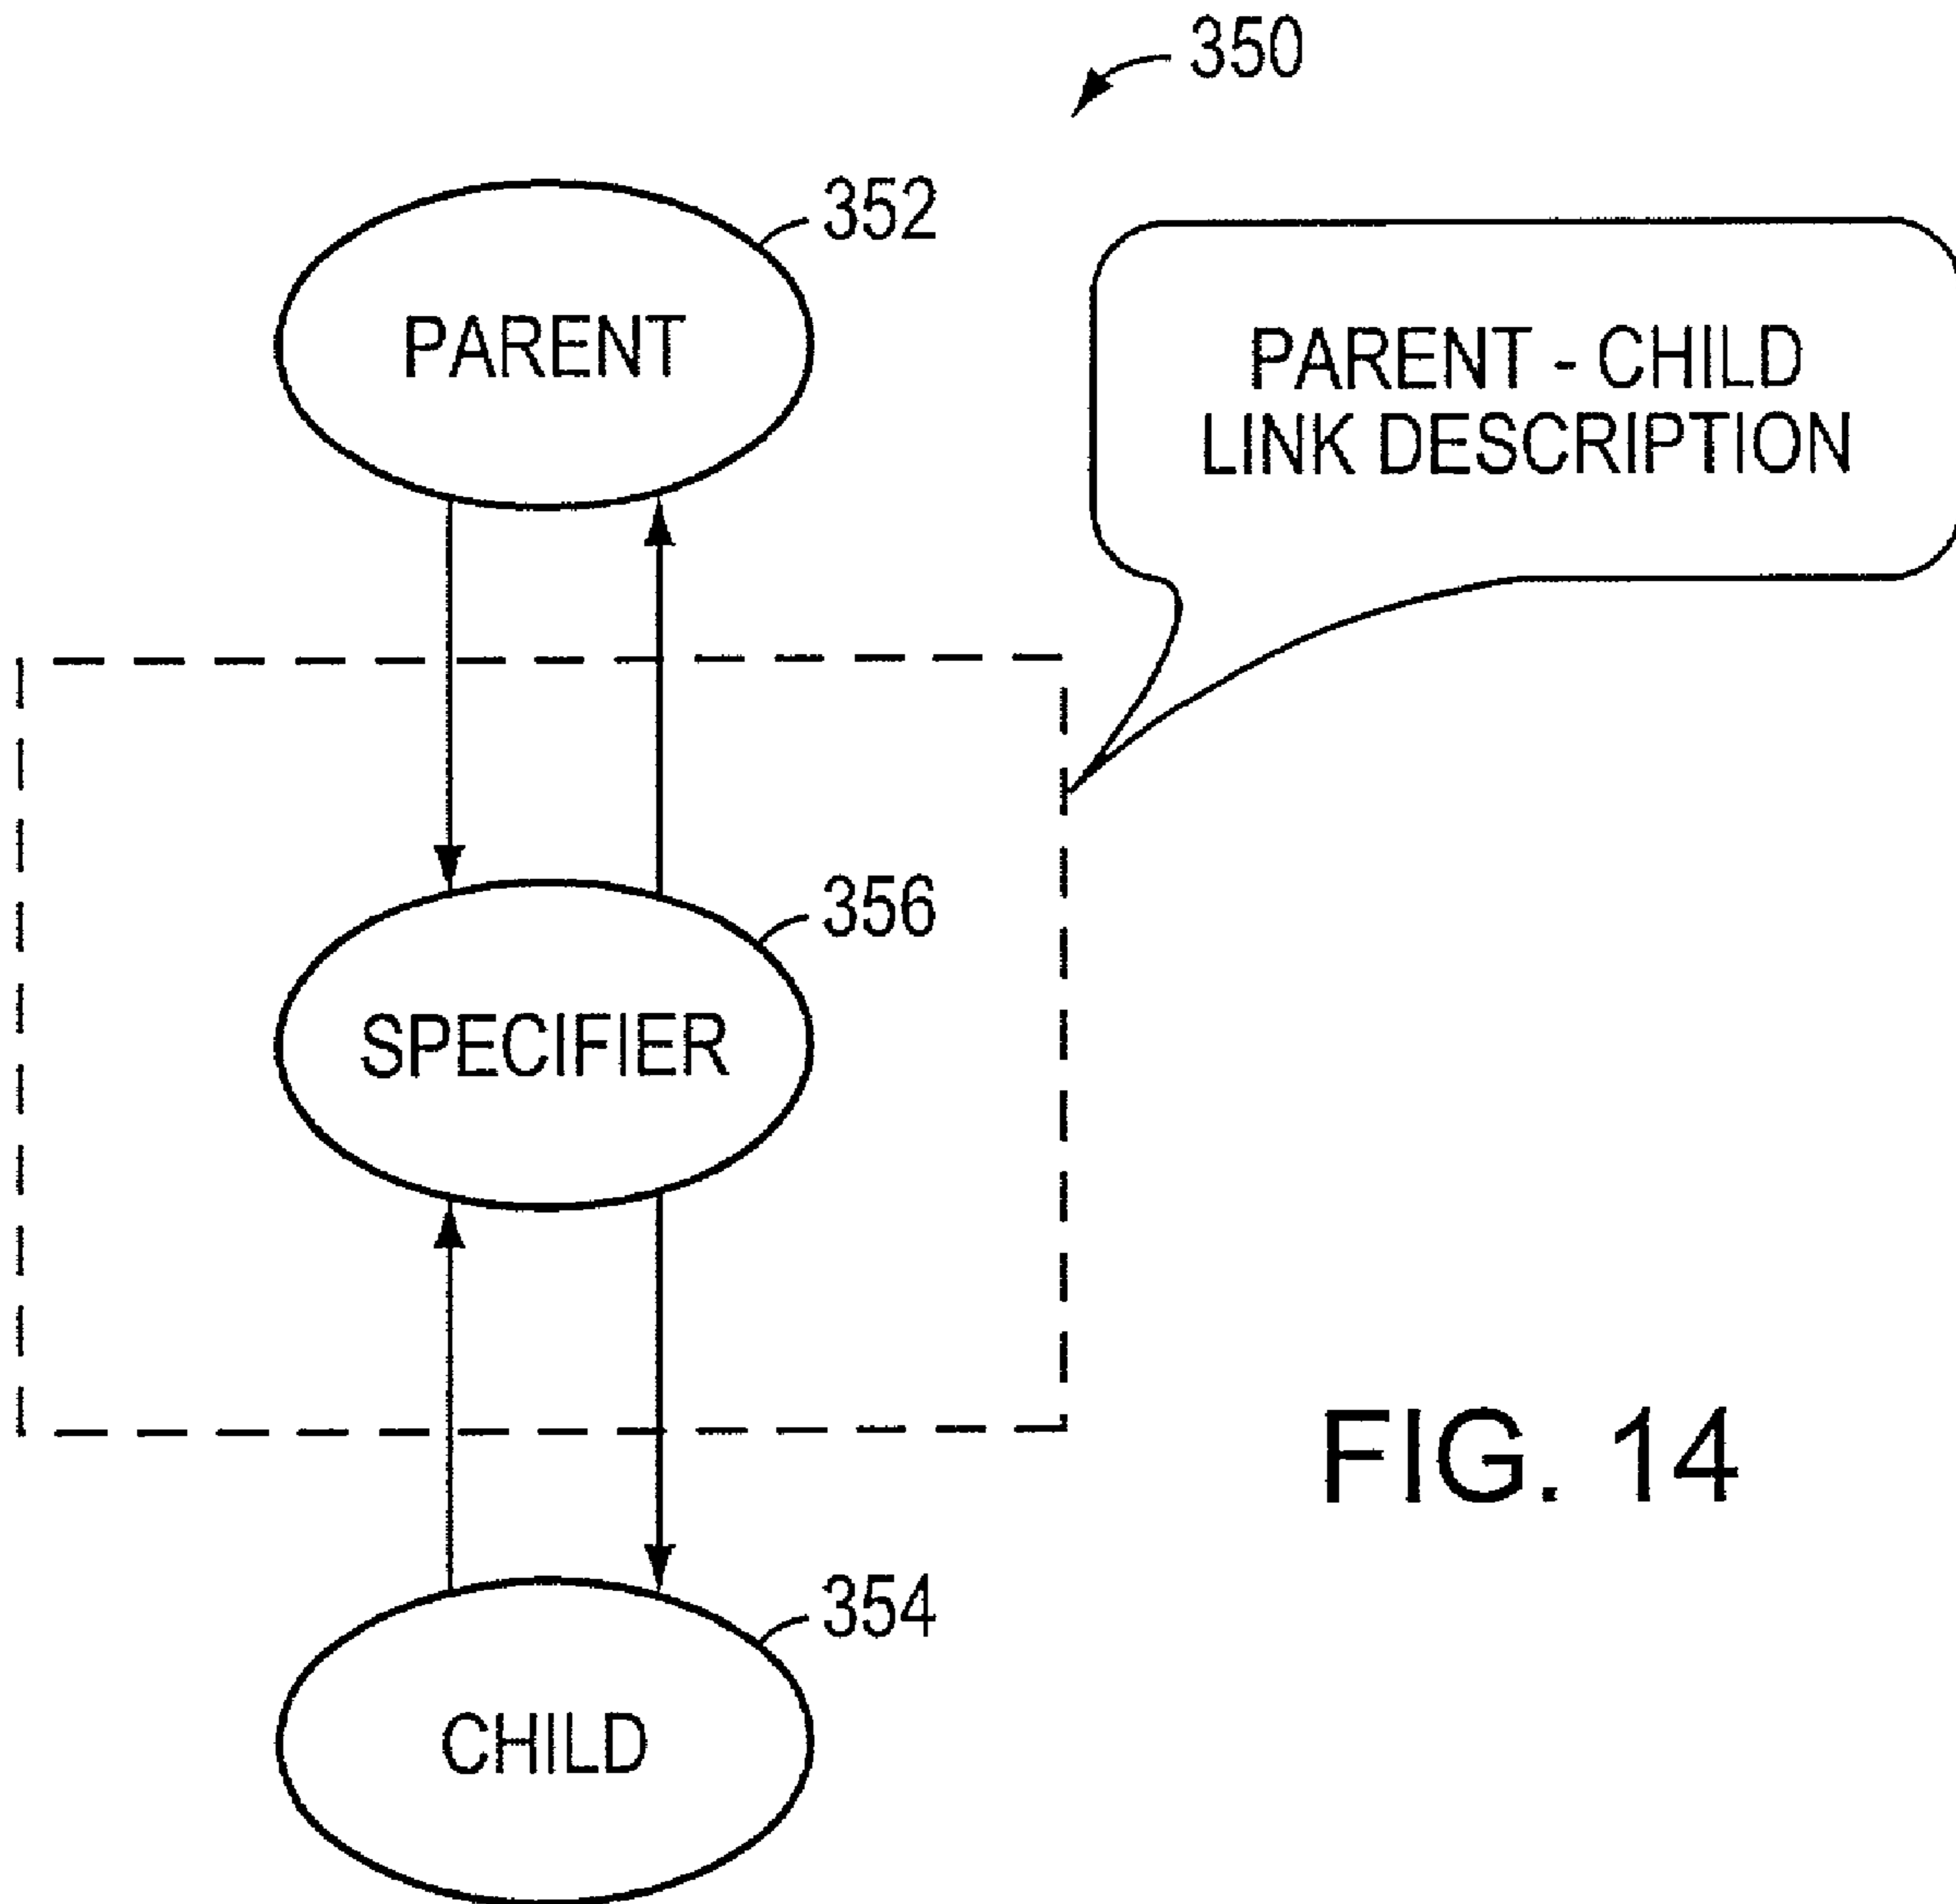 350
352
PARENT
PARENT - CHILD
LINK DESCRIPTION
356
SPECIFIER
FIG. 14
354
CHILD